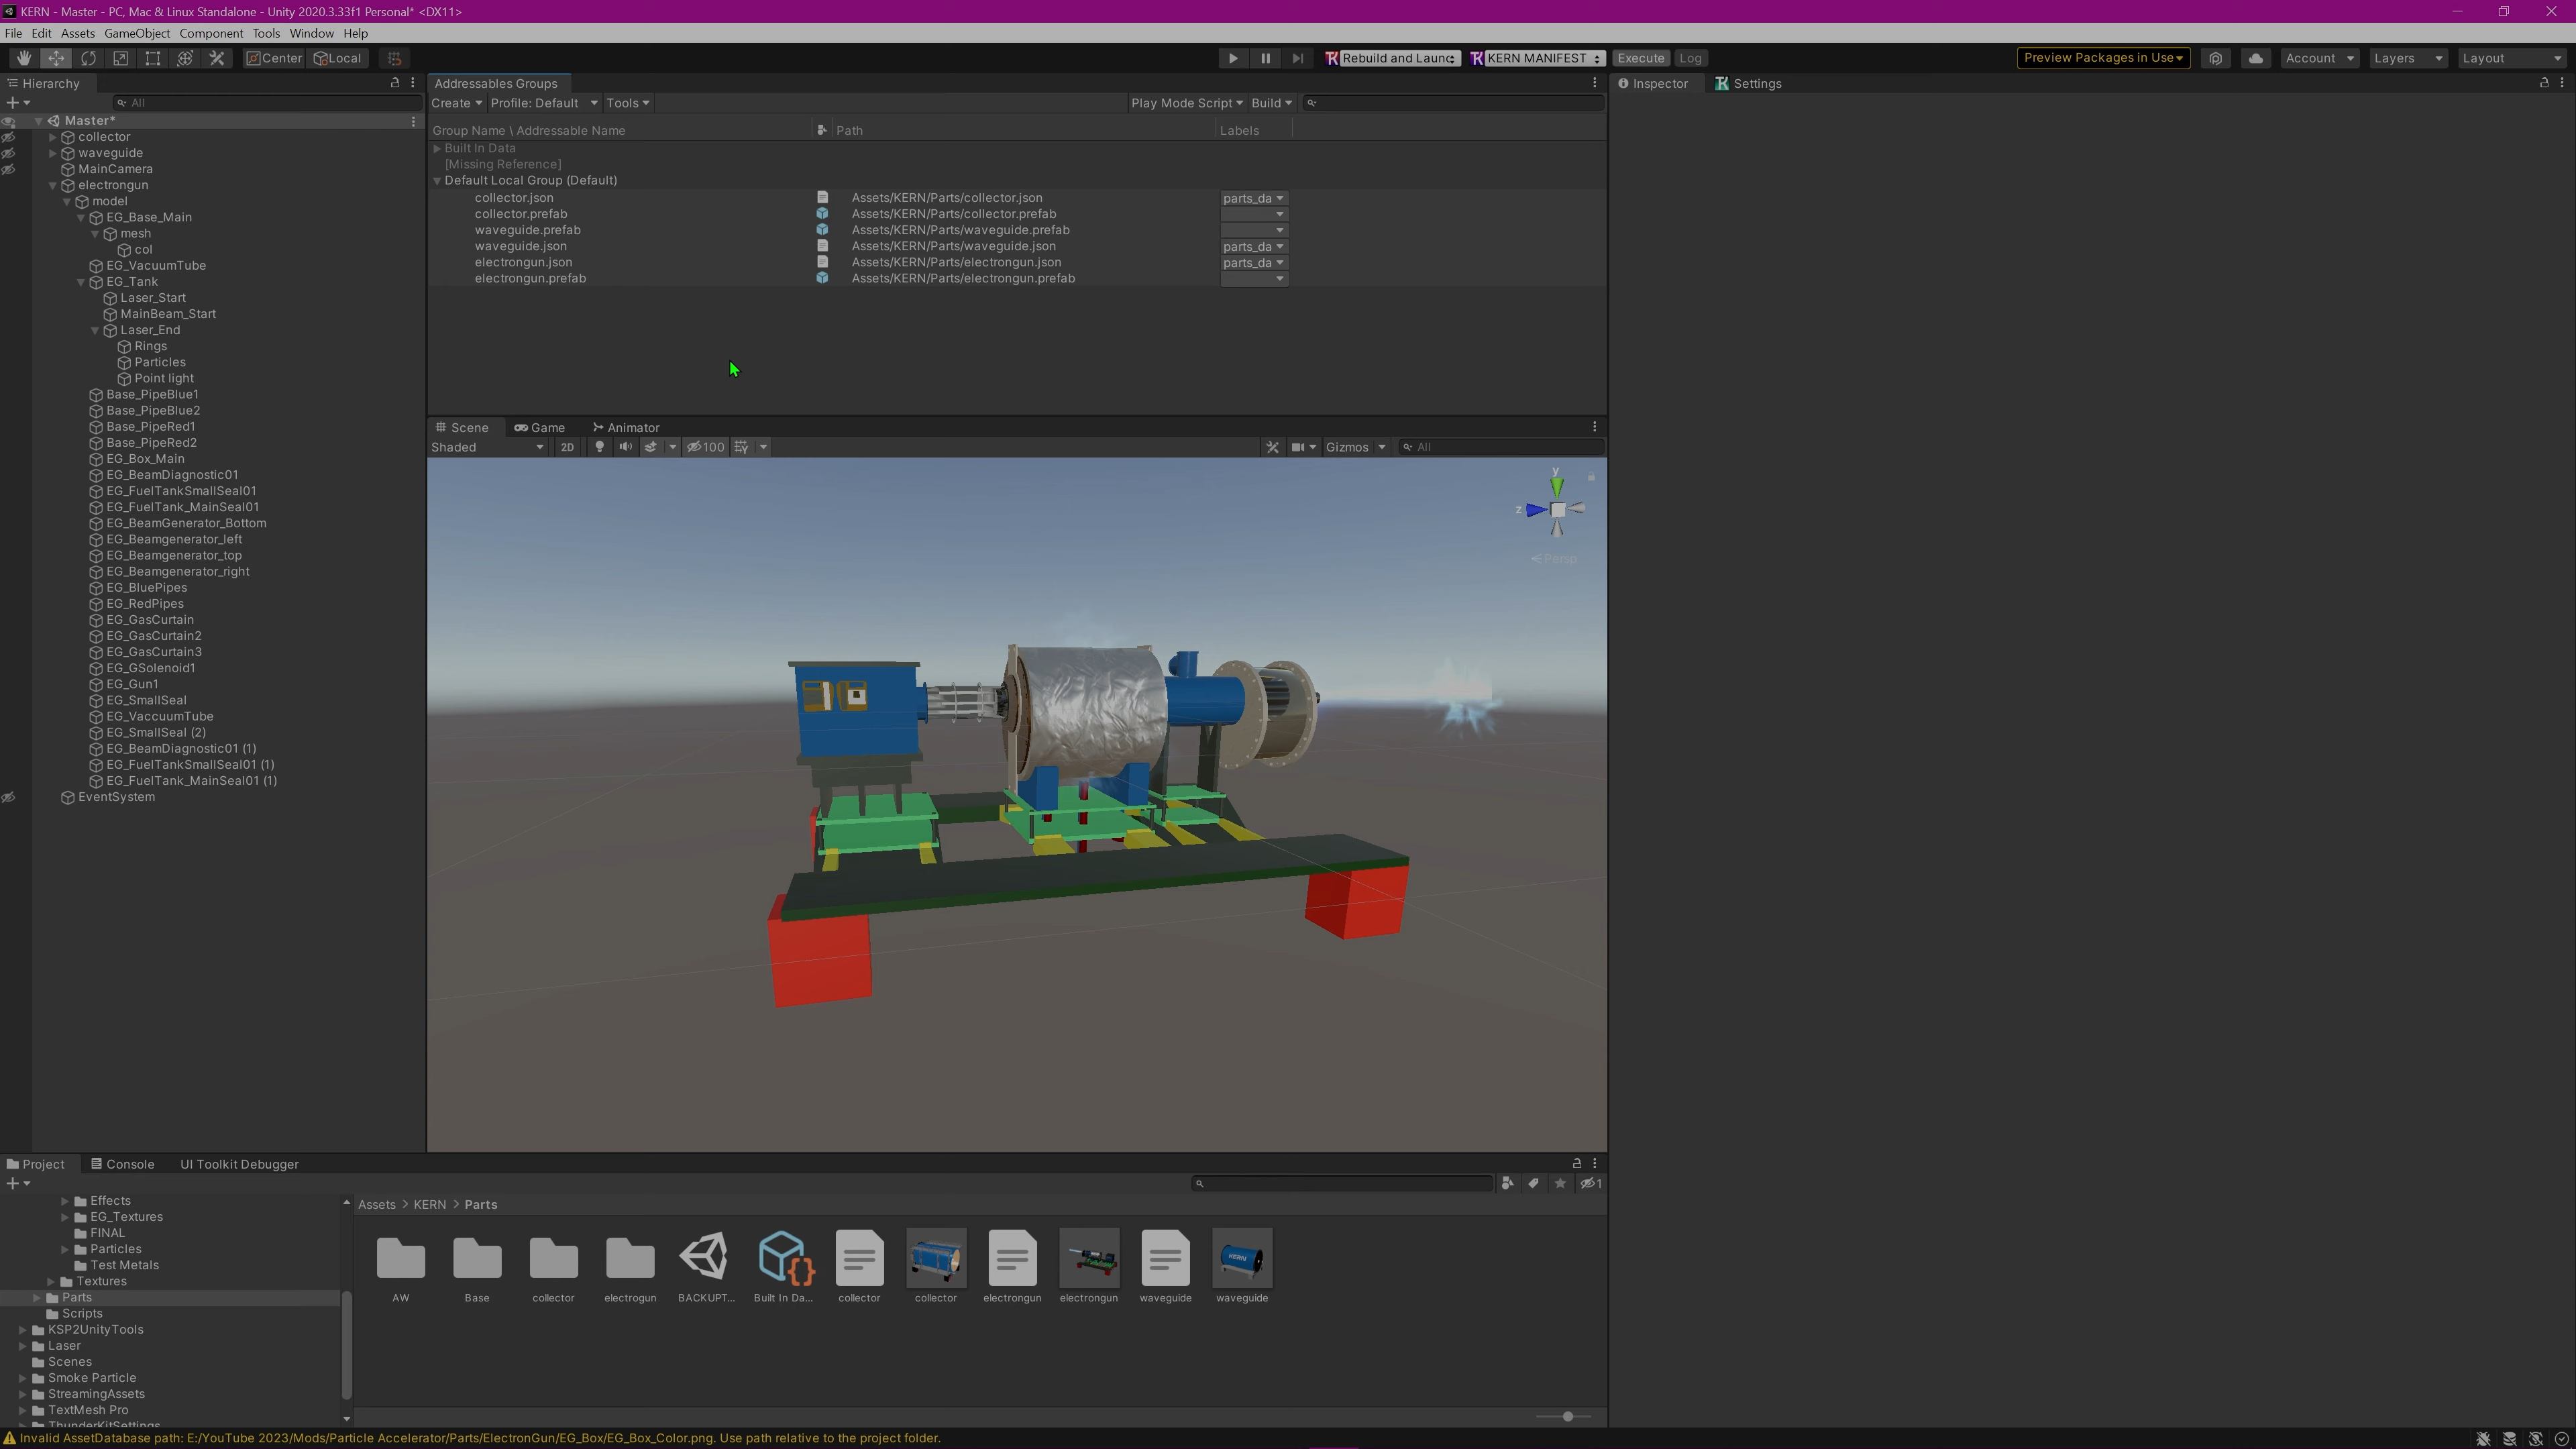 KERN - Master - PC, Mac & Linux Standalone - Unity 2020.3.33f1 Personal* <DX11>
File Edit Assets GameObject Component Tools Window Help
Center Local Rebuild and Launc KERN MANIFEST Execute Log Preview Packages in Use Account Layers Layout
Hierarchy
All
Master*
collector
waveguide
MainCamera
electrongun
model
EG_Base_Main
mesh
col
EG_VacuumTube
EG_Tank
Laser_Start
MainBeam_Start
Laser_End
Rings
Particles
Point light
Base_PipeBlue1
Base_PipeBlue2
Base_PipeRed1
Base_PipeRed2
EG_Box_Main
EG_BeamDiagnostic01
EG_FuelTankSmallSeal01
EG_FuelTank_MainSeal01
EG_BeamGenerator_Bottom
EG_Beamgenerator_left
EG_Beamgenerator_top
EG_Beamgenerator_right
EG_BluePipes
EG_RedPipes
EG_GasCurtain
EG_GasCurtain2
EG_GasCurtain3
EG_GSolenoid1
EG_Gun1
EG_SmallSeal
EG_VaccuumTube
EG_SmallSeal (2)
EG_BeamDiagnostic01 (1)
EG_FuelTankSmallSeal01 (1)
EG_FuelTank_MainSeal01 (1)
EventSystem
Addressables Groups
Create Profile: Default Tools Play Mode Script Build
Group Name \ Addressable Name Path Labels
Built In Data
[Missing Reference]
Default Local Group (Default)
collector.json Assets/KERN/Parts/collector.json parts_da
collector.prefab Assets/KERN/Parts/collector.prefab
waveguide.prefab Assets/KERN/Parts/waveguide.prefab
waveguide.json Assets/KERN/Parts/waveguide.json parts_da
electrongun.json Assets/KERN/Parts/electrongun.json parts_da
electrongun.prefab Assets/KERN/Parts/electrongun.prefab
Scene Game Animator
Shaded 2D 100 Gizmos All
y
z
Persp
Inspector Settings
Project Console UI Toolkit Debugger
1
Effects
EG_Textures
FINAL
Particles
Test Metals
Textures
Parts
Scripts
KSP2UnityTools
Laser
Scenes
Smoke Particle
StreamingAssets
TextMesh Pro
ThunderKitSettings
Assets > KERN > Parts
KERN
AW Base collector electrogun BACKUPT... Built In Da... collector collector electrongun electrongun waveguide waveguide
Invalid AssetDatabase path: E:/YouTube 2023/Mods/Particle Accelerator/Parts/ElectronGun/EG_Box/EG_Box_Color.png. Use path relative to the project folder.